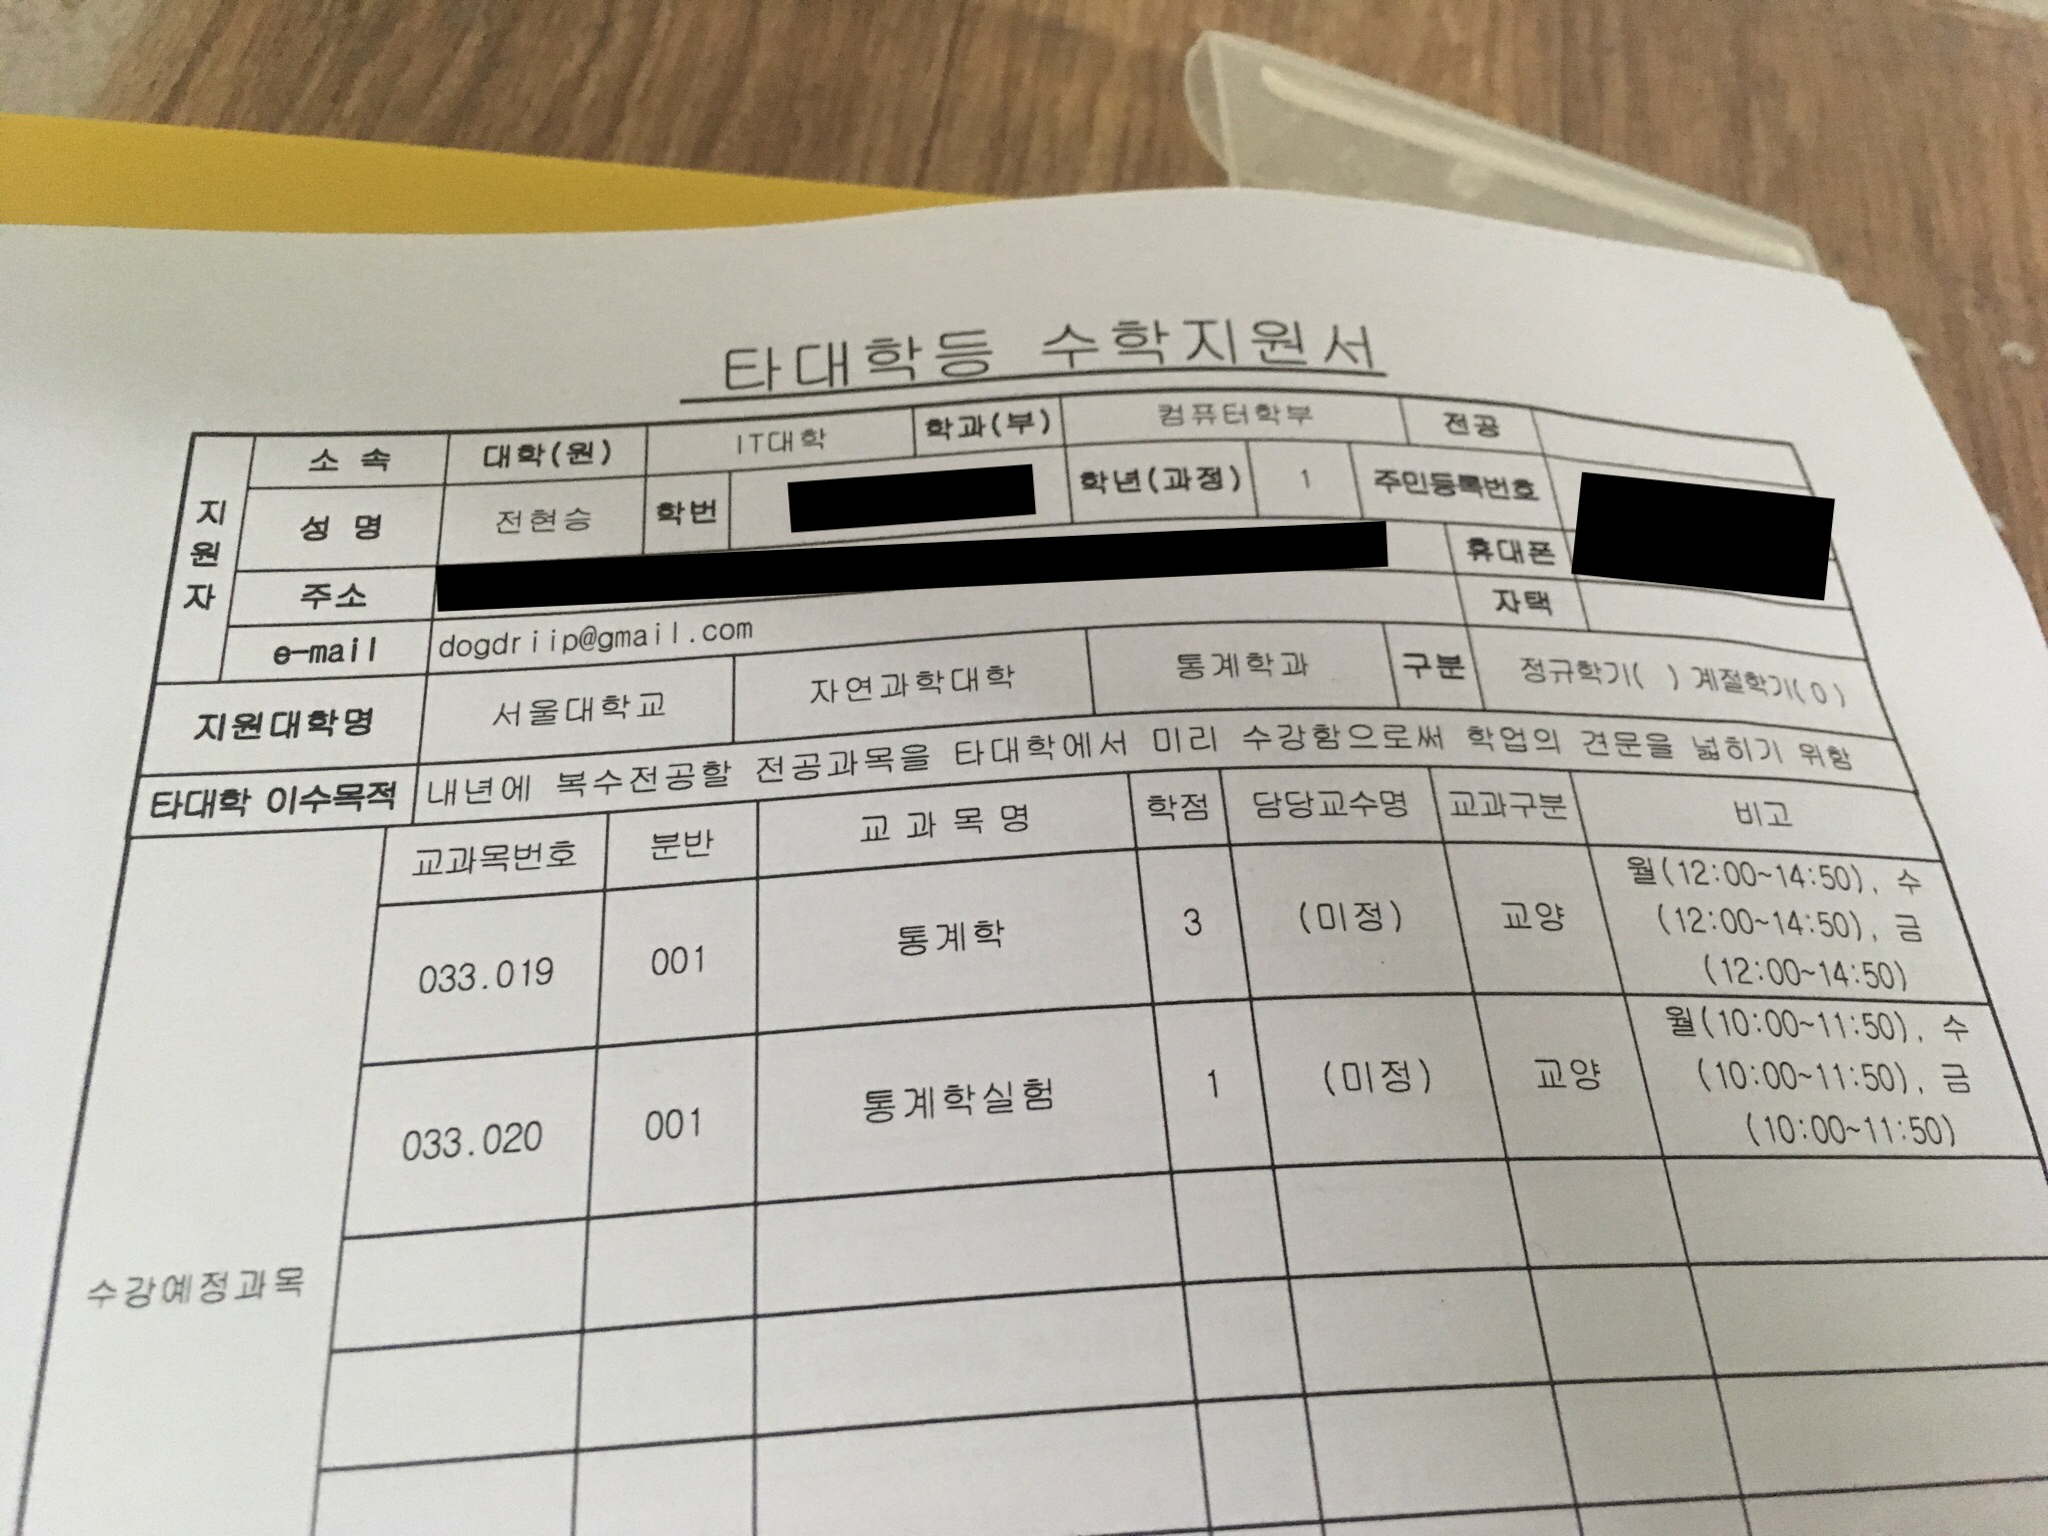 타대학등 수학지원서
지원자
소 속 대학(원) IT대학 학과(부) 컴퓨터학부 전공
성 명 전현승 학번 학년(과정) 1 주민등록번호
주소 휴대폰
자택
e-mail dogdriip@gmail.com
지원대학명 서울대학교 자연과학대학 통계학과 구분 정규학기( ) 계절학기(O)
타대학 이수목적 내년에 복수전공할 전공과목을 타대학에서 미리 수강함으로써 학업의 견문을 넓히기 위함
수강예정과목
교과목번호 분반 교 과 목 명 학점 담당교수명 교과구분 비고
033.019 001 통계학 3 (미정) 교양 월(12:00~14:50), 수
(12:00~14:50), 금
(12:00~14:50)
033.020 001 통계학실험 1 (미정) 교양 월(10:00~11:50), 수
(10:00~11:50), 금
(10:00~11:50)